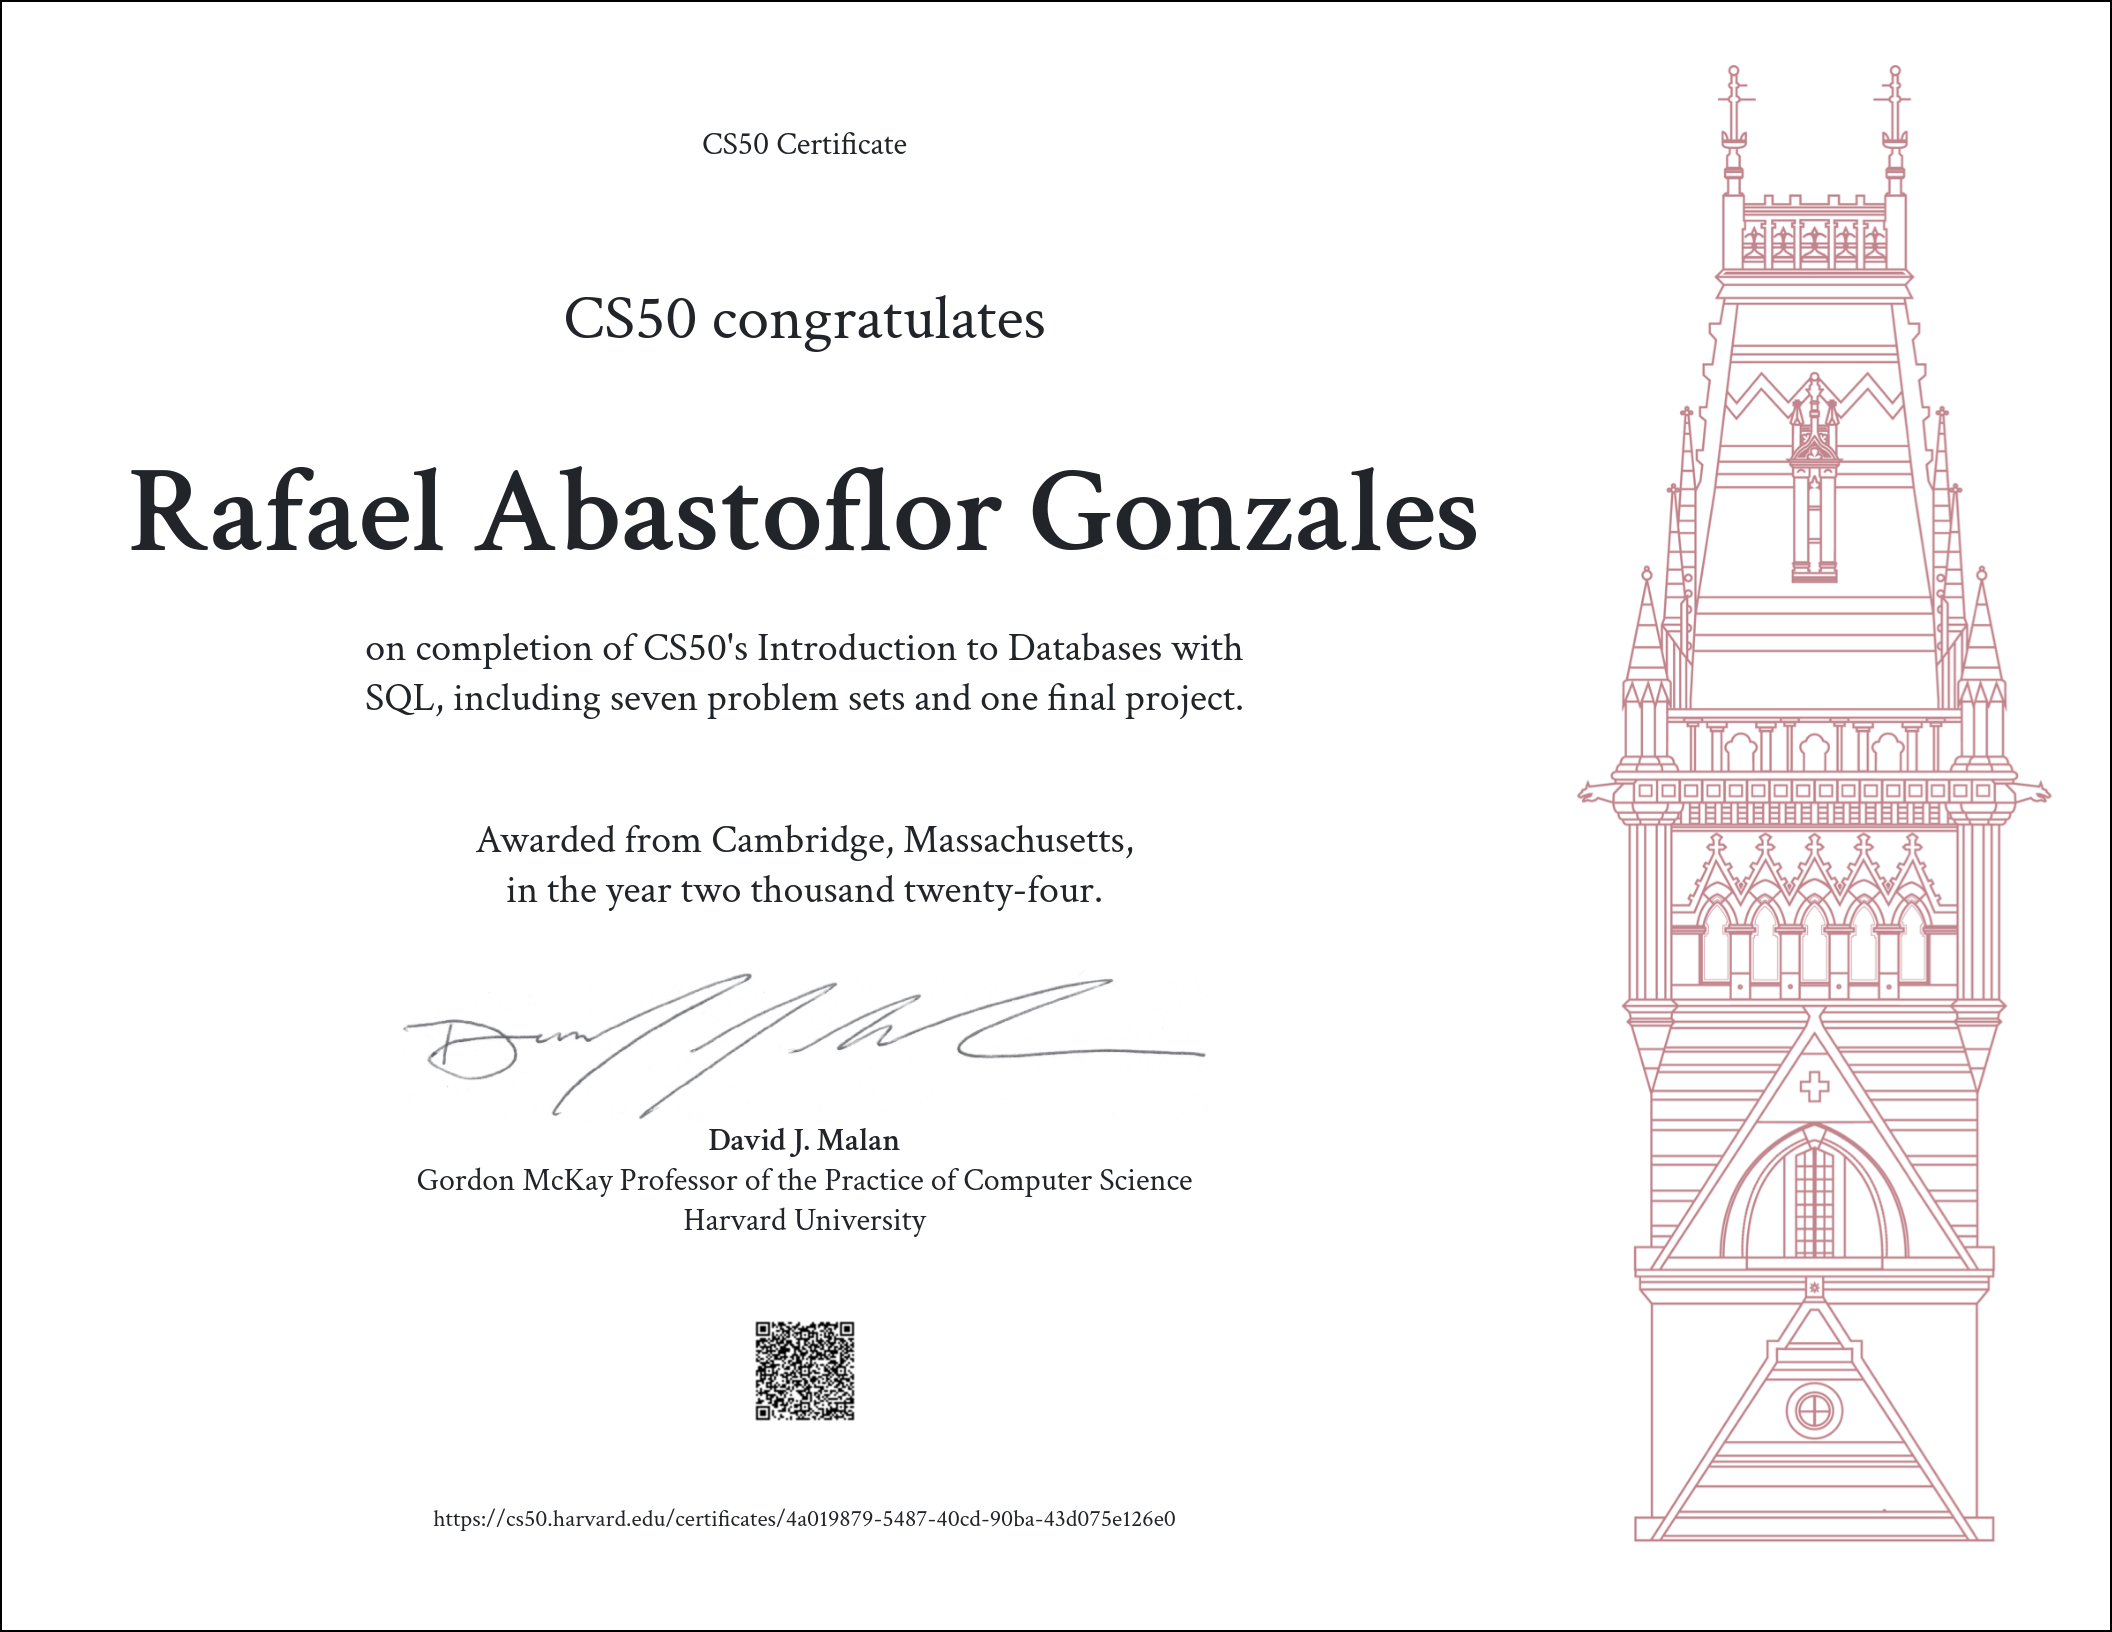 CS50 Certificate
CS50 congratulates
Rafael Abastoflor Gonzales
on completion of CS50's Introduction to Databases with
SQL, including seven problem sets and one final project.
Awarded from Cambridge, Massachusetts,
in the year two thousand twenty-four.
David J. Malan
Gordon McKay Professor of the Practice of Computer Science
Harvard University
https://cs50.harvard.edu/certificates/4a019879-5487-40cd-90ba-43d075e126e0